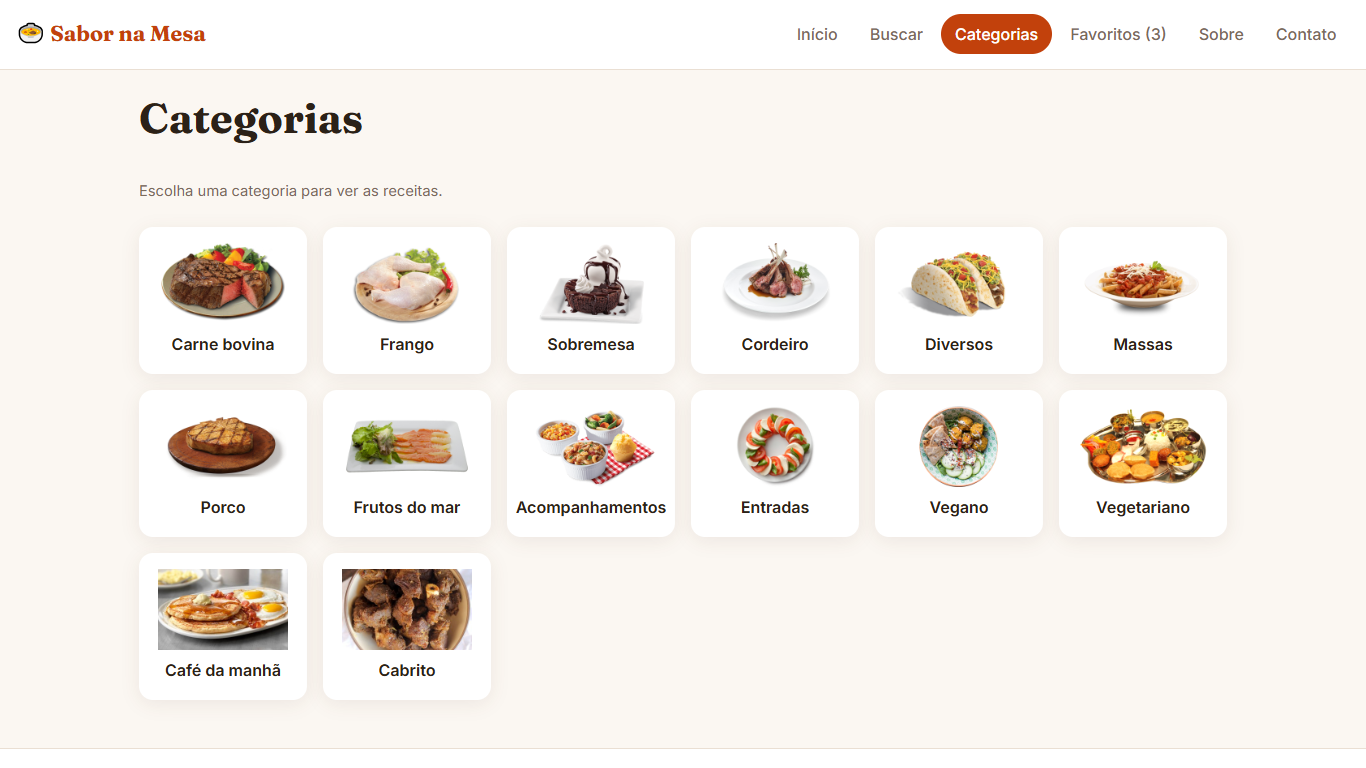 Sabor na Mesa
Início Buscar Categorias Favoritos (3) Sobre Contato
Categorias
Escolha uma categoria para ver as receitas.
Carne bovina Frango Sobremesa Cordeiro Diversos Massas
Porco Frutos do mar Acompanhamentos Entradas Vegano Vegetariano
Café da manhã Cabrito